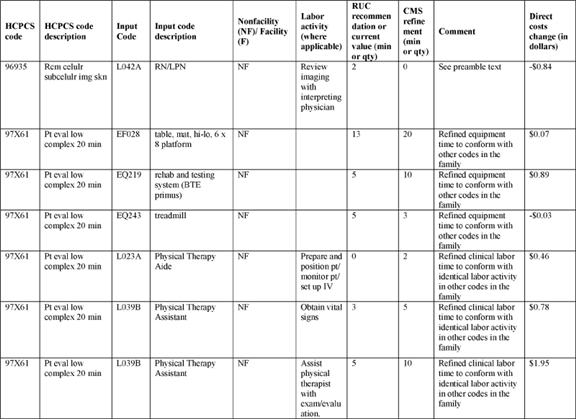 HCPCS code | HCPCS code description | Input Code | Input code description | Nonfacility (NF)/ Facility (F) | Labor activity (where applicable) | RUC recommen dation or current value (min or qty) | CMS refine ment (min or qty) | Comment | Direct costs change (in dollars)
96935 | Rcm celulr subcelulr img skn | L042A | RN/LPN | NF | Review imaging with interpreting physician | 2 | 0 | See preamble text | -$0.84
97X61 | Pt eval low complex 20 min | EF028 | table, mat, hi-lo, 6 x 8 platform | NF | | 13 | 20 | Refined equipment time to conform with other codes in the family | $0.07
97X61 | Pt eval low complex 20 min | EQ219 | rehab and testing system (BTE primus) | NF | | 5 | 10 | Refined equipment time to conform with other codes in the family | $0.89
97X61 | Pt eval low complex 20 min | EQ243 | treadmill | NF | | 5 | 3 | Refined equipment time to conform with other codes in the family | -$0.03
97X61 | Pt eval low complex 20 min | L023A | Physical Therapy Aide | NF | Prepare and position pt/ monitor pt/ set up IV | 0 | 2 | Refined clinical labor time to conform with identical labor activity in other codes in the family | $0.46
97X61 | Pt eval low complex 20 min | L039B | Physical Therapy Assistant | NF | Obtain vital signs | 3 | 5 | Refined clinical labor time to conform with identical labor activity in other codes in the family | $0.78
97X61 | Pt eval low complex 20 min | L039B | Physical Therapy Assistant | NF | Assist physical therapist with exam/evalu ation. | 5 | 10 | Refined clinical labor time to conform with identical labor activity in other codes in the family | $1.95